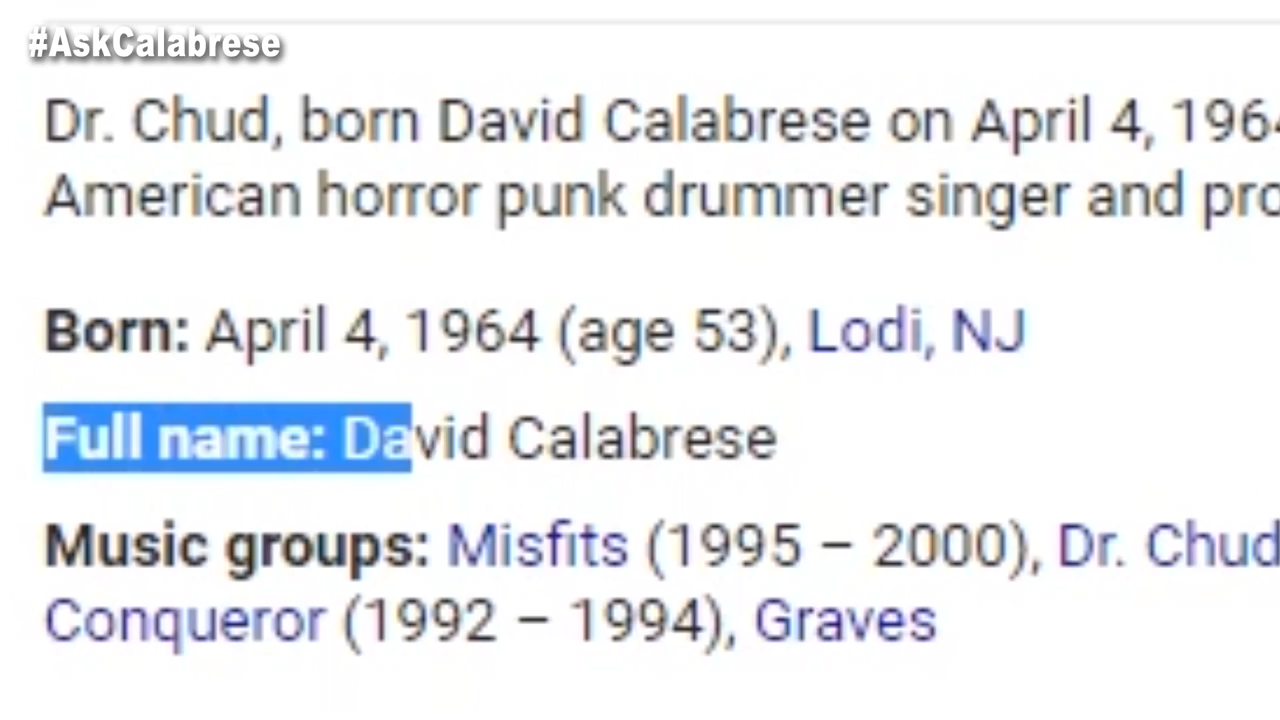 #AskCalabrese
Dr. Chud, born David Calabrese on April 4, 1964
American horror punk drummer singer and pro
Born: April 4, 1964 (age 53), Lodi, NJ
Full name: David Calabrese
Music groups: Misfits (1995 – 2000), Dr. Chud
Conqueror (1992 – 1994), Graves